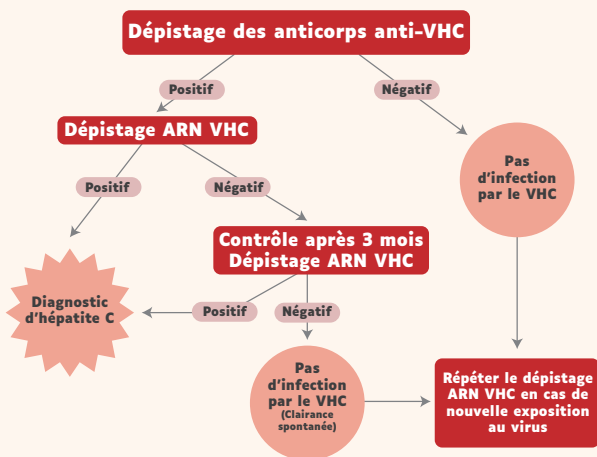 Dépistage des anticorps anti-VHC
Positif
Négatif
Dépistage ARN VHC
Pas
d'infection
par le VHC
Positif
Négatif
Contrôle après 3 mois
Dépistage ARN VHC
Diagnostic
d'hépatite C
Positif
Négatif
Pas
d'infection
par le VHC
(Clairance
spontanée)
Répéter le dépistage
ARN VHC en cas de
nouvelle exposition
au virus